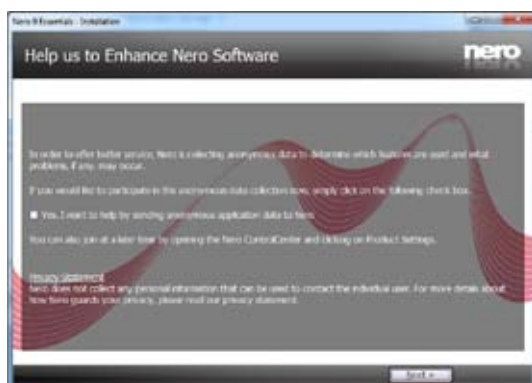 Nero 9 Essentials - Installation
Help us to Enhance Nero Software
nero
In order to offer better service, Nero is collecting anonymous data to determine which features are used and what
problems, if any, may occur.
If you would like to participate in this anonymous data collection now, simply click on the following check box.
Yes, I want to help by sending anonymous application data to Nero
You can also join at a later time by opening the Nero ControlCenter and clicking on Product Settings.
Privacy Statement
Nero does not collect any personal information that can be used to contact the individual user. For more details about
how Nero guards your privacy, please read our privacy statement.
Next >